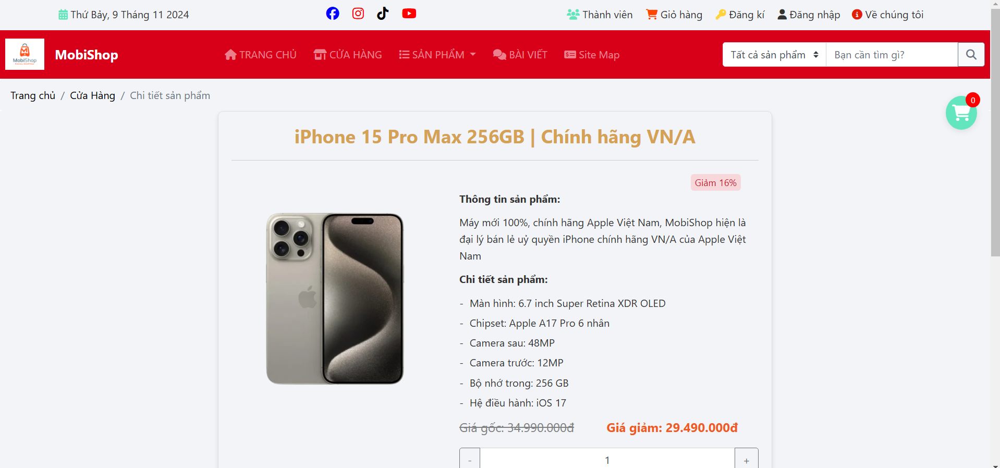 Thứ Bảy, 9 Tháng 11 2024
Thành viên
Giỏ hàng
Đăng kí
Đăng nhập
Về chúng tôi
MobiShop
MobiShop
TRANG CHỦ
CỬA HÀNG
SẢN PHẨM
BÀI VIẾT
Site Map
Tất cả sản phẩm
Bạn cần tìm gì?
Trang chủ / Cửa Hàng / Chi tiết sản phẩm
0
iPhone 15 Pro Max 256GB | Chính hãng VN/A
Giảm 16%
Thông tin sản phẩm:
Máy mới 100%, chính hãng Apple Việt Nam, MobiShop hiện là
đại lý bán lẻ uỷ quyền iPhone chính hãng VN/A của Apple Việt
Nam
Chi tiết sản phẩm:
- Màn hình: 6.7 inch Super Retina XDR OLED
- Chipset: Apple A17 Pro 6 nhân
- Camera sau: 48MP
- Camera trước: 12MP
- Bộ nhớ trong: 256 GB
- Hệ điều hành: iOS 17
Giá gốc: 34.990.000đ
Giá giảm: 29.490.000đ
- 1 +